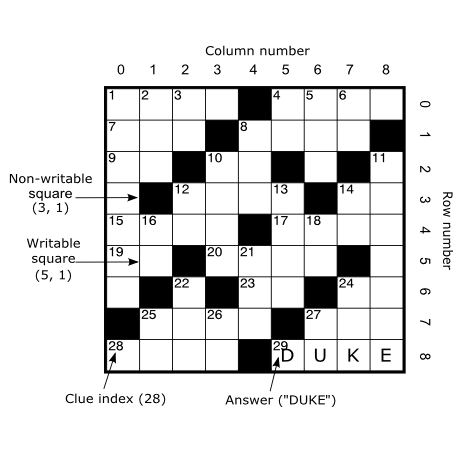 Column number
0 1 2 3 4 5 6 7 8
1 2 3 4 5 6 0
7 8 1
9 10 11 2
Non-writable
square
(3, 1)
12 13 14 3
Row number
15 16 17 18 4
Writable
square
(5, 1)
19 20 21 5
22 23 24 6
25 26 27 7
28 29 D U K E 8
Clue index (28)
Answer ("DUKE")